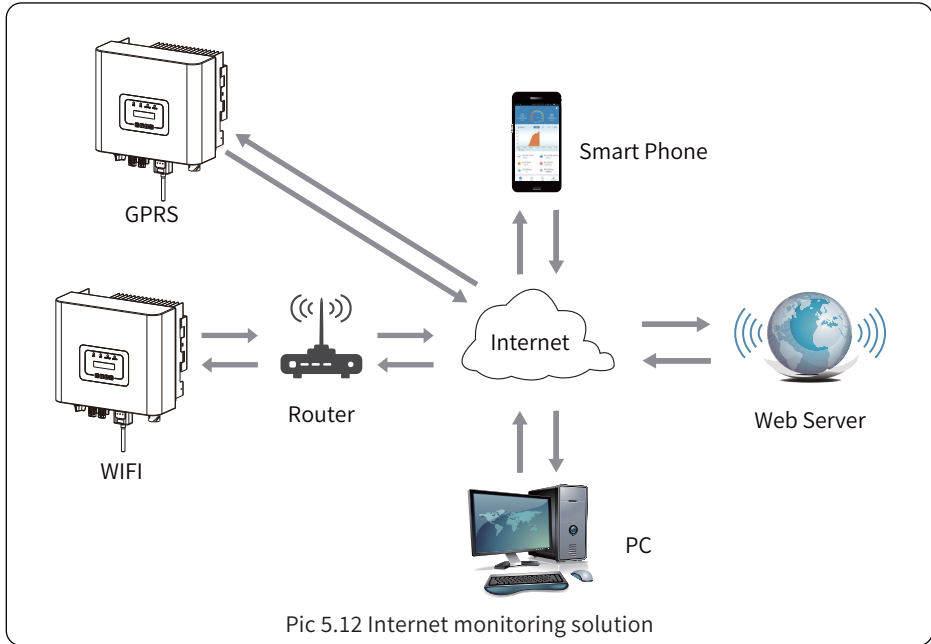 Smart Phone
GPRS
Internet
Router
Web Server
WIFI
PC
Pic 5.12 Internet monitoring solution